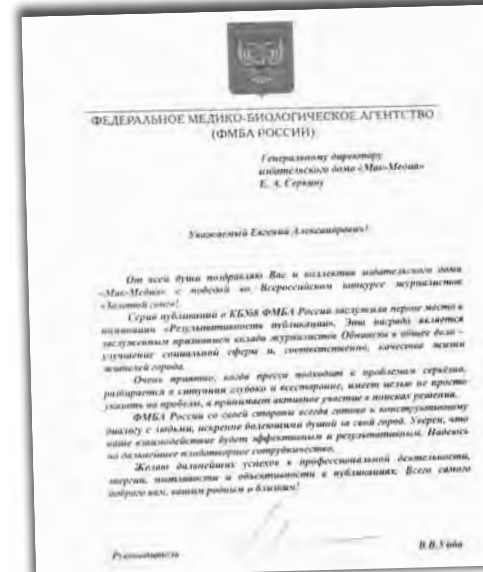 ФЕДЕРАЛЬНОЕ МЕДИКО-БИОЛОГИЧЕСКОЕ АГЕНТСТВО
(ФМБА РОССИИ)
Генеральному директору
издательского дома «Мак-Медиа»
Е. А. Серкину
Уважаемый Евгений Александрович!
От всей души поздравляю Вас и коллектив издательского дома
«Мак-Медиа» с победой во Всероссийском конкурсе журналистов
«Золотой гонг»!
Серия публикаций о КБ№8 ФМБА России заслужила первое место в
номинации «Результативность публикации». Эта награда является
заслуженным признанием вклада журналистов Обнинска в общее дело –
улучшение социальной сферы и, соответственно, качества жизни
жителей города.
Очень приятно, когда пресса подходит к проблемам серьёзно,
разбирается в ситуации глубоко и всесторонне, имеет целью не просто
указать на пробелы, а принимает активное участие в поисках решения.
ФМБА России со своей стороны всегда готово к конструктивному
диалогу с людьми, искренне болеющими душой за свой город. Уверен, что
наше взаимодействие будет эффективным и результативным. Надеюсь
на дальнейшее плодотворное сотрудничество.
Желаю дальнейших успехов в профессиональной деятельности,
энергии, пытливости и объективности в публикациях. Всего самого
доброго вам, вашим родным и близким!
Руководитель
В.В.Уйба